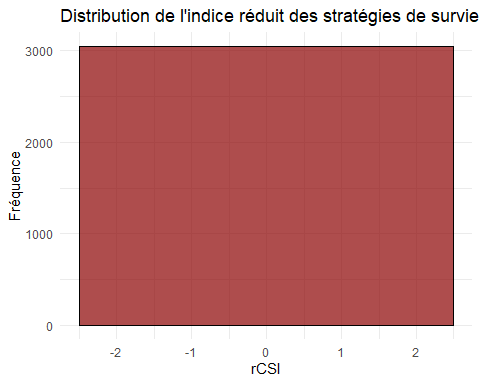 Distribution de l'indice réduit des stratégies de survie
3000
2000
1000
0
Fréquence
-2 -1 0 1 2
rCSI